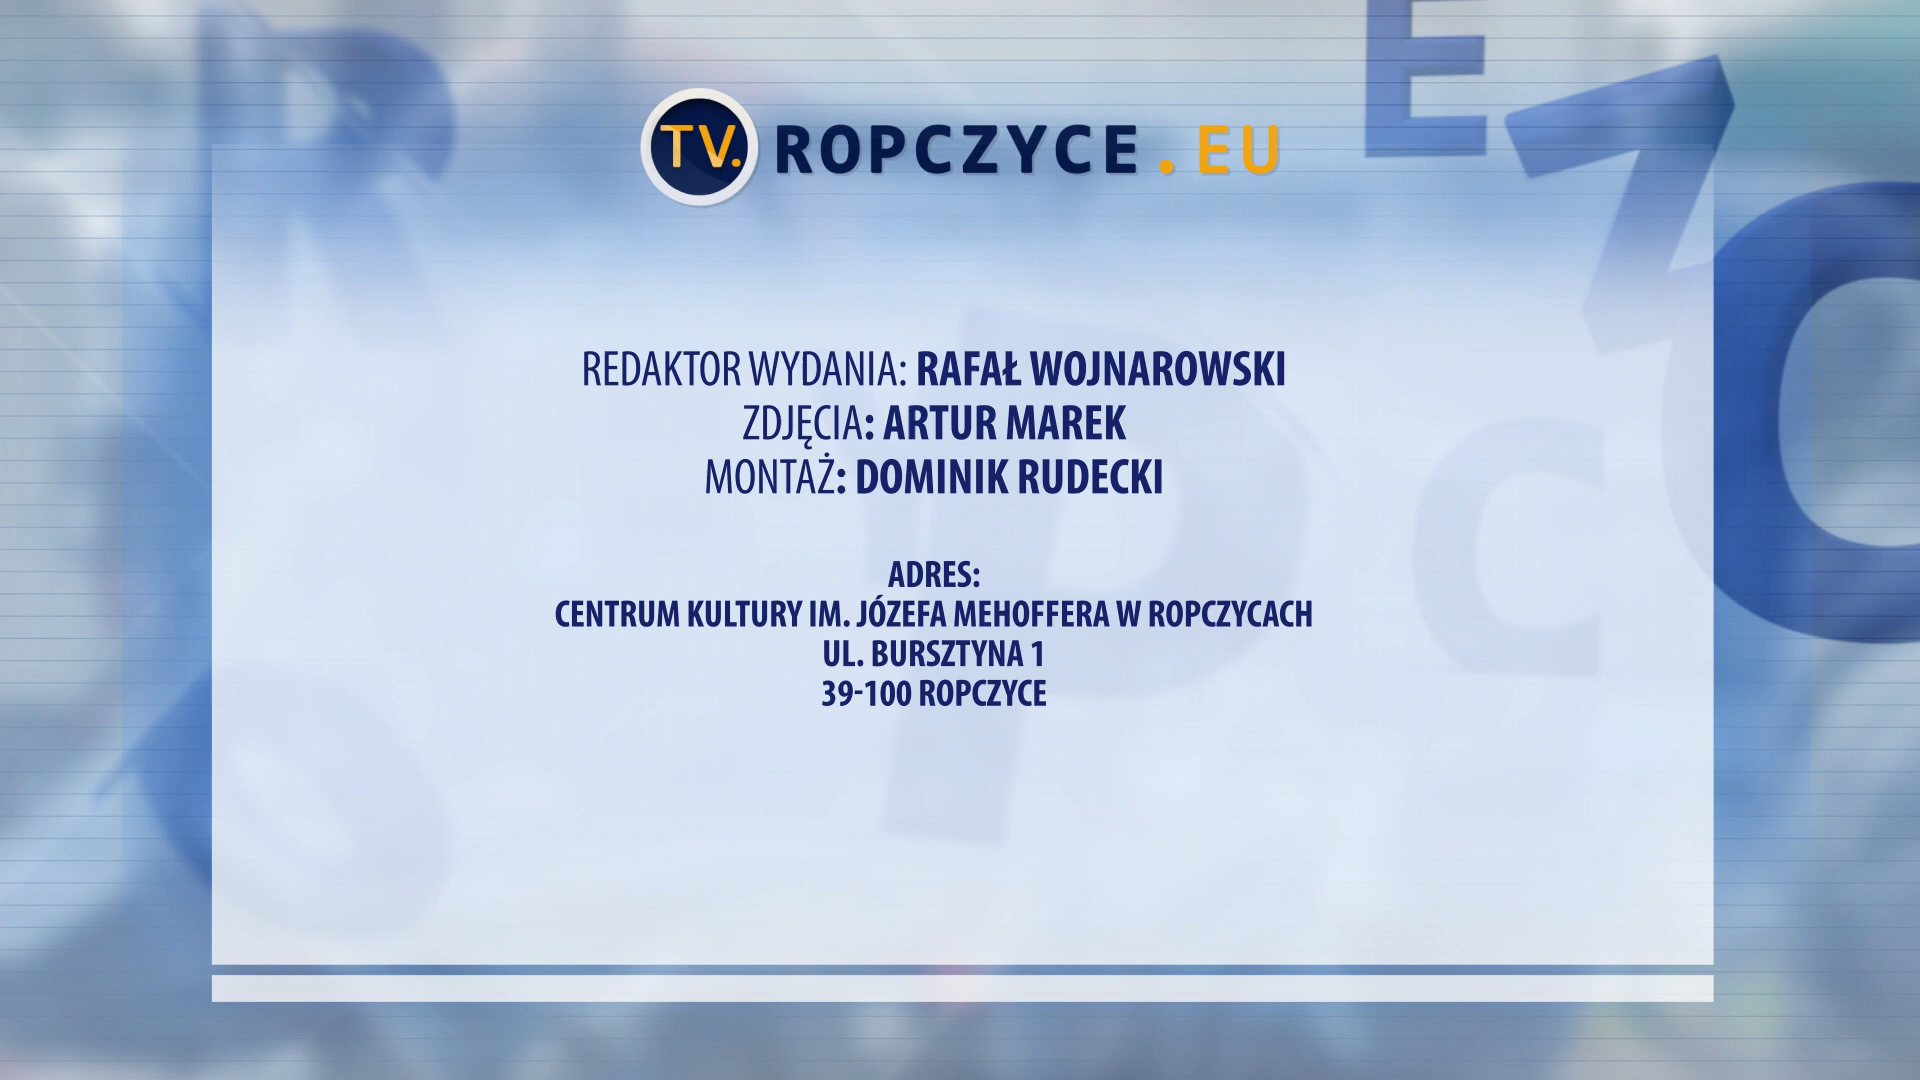 TV. ROPCZYCE.EU
REDAKTOR WYDANIA: RAFAŁ WOJNAROWSKI
ZDJĘCIA: ARTUR MAREK
MONTAŻ: DOMINIK RUDECKI
ADRES:
CENTRUM KULTURY IM. JÓZEFA MEHOFFERA W ROPCZYCACH
UL. BURSZTYNA 1
39-100 ROPCZYCE